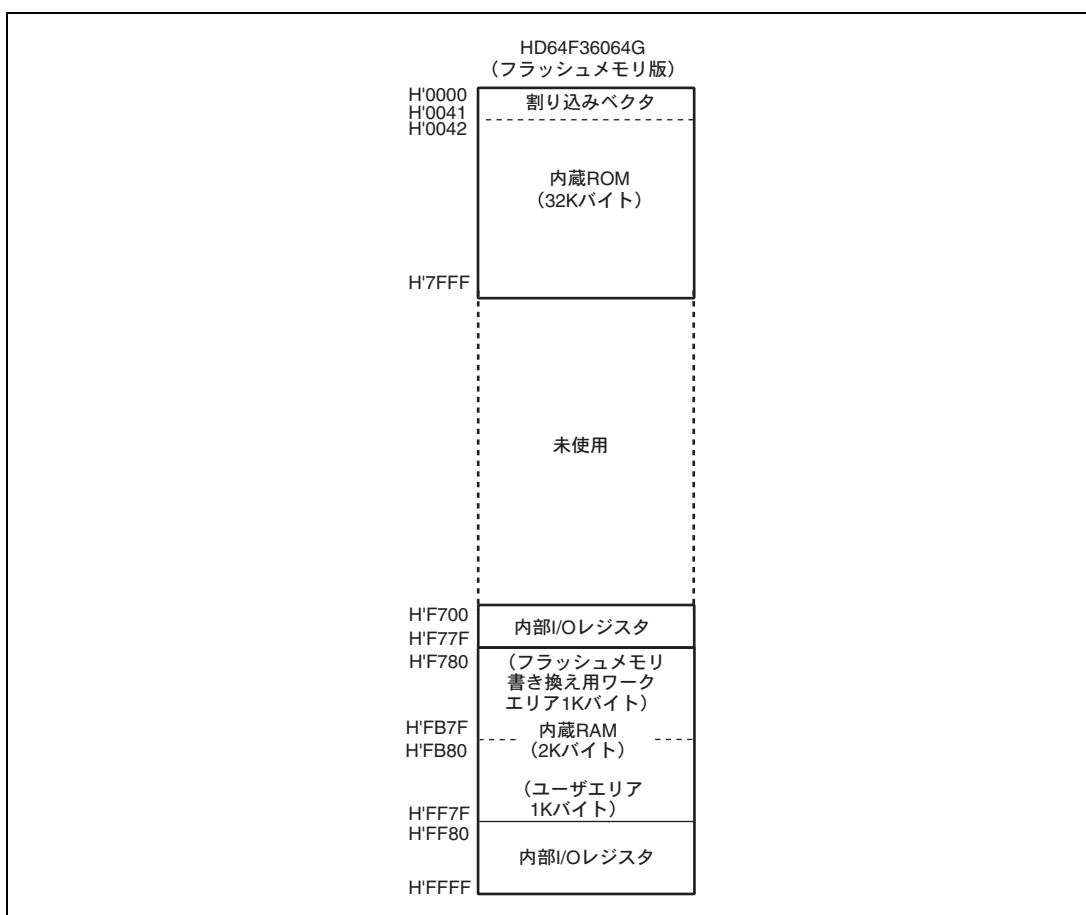 HD64F36064G
（フラッシュメモリ版）
H'0000
割り込みベクタ
H'0041
H'0042
内蔵ROM
（32Kバイト）
H'7FFF
未使用
H'F700
内部I/Oレジスタ
H'F77F
H'F780
（フラッシュメモリ
書き換え用ワーク
エリア1Kバイト）
H'FB7F
内蔵RAM
H'FB80
（2Kバイト）
（ユーザエリア
1Kバイト）
H'FF7F
H'FF80
内部I/Oレジスタ
H'FFFF